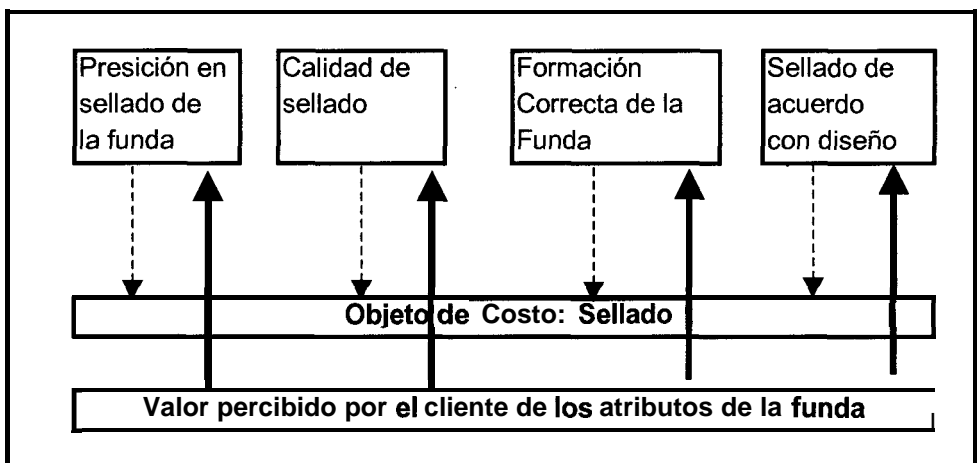 Presición en
sellado de
la funda
Calidad de
sellado
Formación
Correcta de la
Funda
Sellado de
acuerdo
con diseño
Objeto de Costo: Sellado
Valor percibido por el cliente de los atributos de la funda